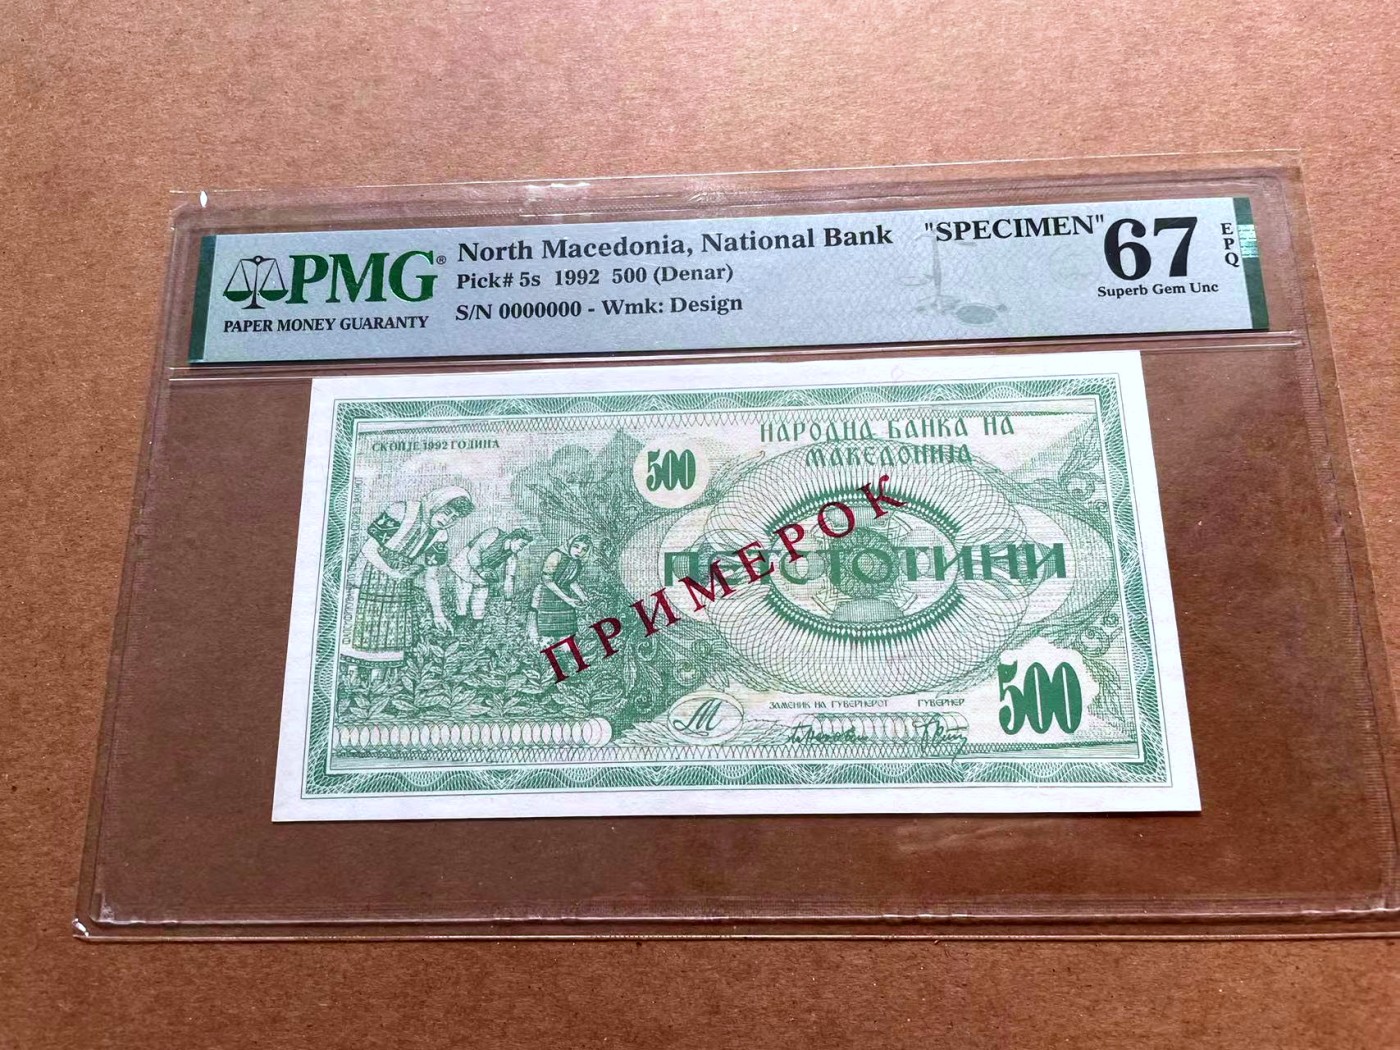 PMG®
PAPER MONEY GUARANTY
North Macedonia, National Bank
Pick# 5s 1992 500 (Denar)
S/N 0000000 - Wmk: Design
"SPECIMEN"
67
EPQ
Superb Gem Unc
СКОПЈЕ 1992 ГОДИНА
500
НАРОДНА БАНКА НА
МАКЕДОНИЈА
ПЕТСТОТИНИ
ПРИМЕРОК
М
ЗАМЕНИК НА ГУВЕРНЕРОТ
ГУВЕРНЕР
500